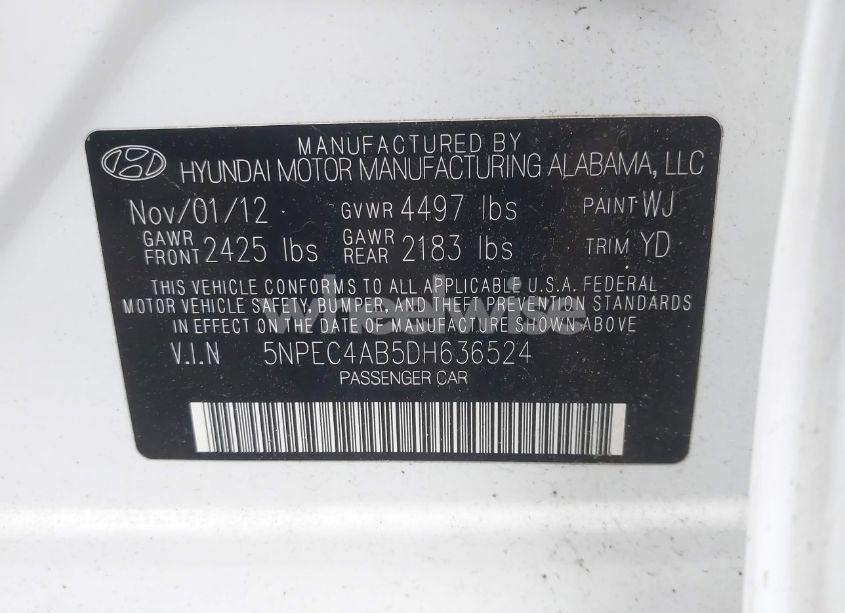 MANUFACTURED BY
HYUNDAI MOTOR MANUFACTURING ALABAMA, LLC
Nov/01/12 GVWR 4497 lbs PAINT WJ
GAWR FRONT 2425 lbs GAWR REAR 2183 lbs TRIM YD
THIS VEHICLE CONFORMS TO ALL APPLICABLE U.S.A. FEDERAL
MOTOR VEHICLE SAFETY, BUMPER, AND THEFT PREVENTION STANDARDS
IN EFFECT ON THE DATE OF MANUFACTURE SHOWN ABOVE
wheelwise
V.I.N 5NPEC4AB5DH636524
PASSENGER CAR